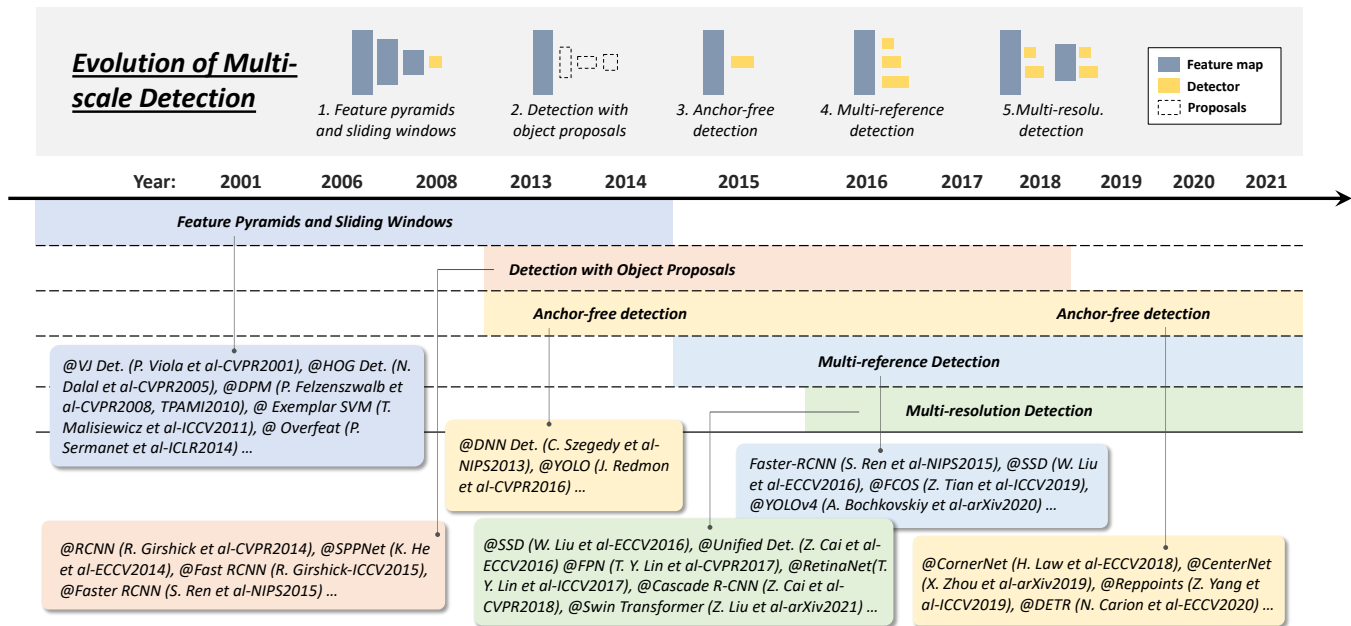 Evolution of Multi-
scale Detection
1. Feature pyramids
and sliding windows
2. Detection with
object proposals
3. Anchor-free
detection
4. Multi-reference
detection
5.Multi-resolu.
detection
Feature map
Detector
Proposals
Year: 2001 2006 2008 2013 2014 2015 2016 2017 2018 2019 2020 2021
Feature Pyramids and Sliding Windows
Detection with Object Proposals
Anchor-free detection Anchor-free detection
Multi-reference Detection
Multi-resolution Detection
@VJ Det. (P. Viola et al-CVPR2001), @HOG Det. (N.
Dalal et al-CVPR2005), @DPM (P. Felzenszwalb et
al-CVPR2008, TPAMI2010), @ Exemplar SVM (T.
Malisiewicz et al-ICCV2011), @ Overfeat (P.
Sermanet et al-ICLR2014) …
@DNN Det. (C. Szegedy et al-
NIPS2013), @YOLO (J. Redmon
et al-CVPR2016) …
Faster-RCNN (S. Ren et al-NIPS2015), @SSD (W. Liu
et al-ECCV2016), @FCOS (Z. Tian et al-ICCV2019),
@YOLOv4 (A. Bochkovskiy et al-arXiv2020) …
@RCNN (R. Girshick et al-CVPR2014), @SPPNet (K. He
et al-ECCV2014), @Fast RCNN (R. Girshick-ICCV2015),
@Faster RCNN (S. Ren et al-NIPS2015) …
@SSD (W. Liu et al-ECCV2016), @Unified Det. (Z. Cai et al-
ECCV2016) @FPN (T. Y. Lin et al-CVPR2017), @RetinaNet(T.
Y. Lin et al-ICCV2017), @Cascade R-CNN (Z. Cai et al-
CVPR2018), @Swin Transformer (Z. Liu et al-arXiv2021) …
@CornerNet (H. Law et al-ECCV2018), @CenterNet
(X. Zhou et al-arXiv2019), @Reppoints (Z. Yang et
al-ICCV2019), @DETR (N. Carion et al-ECCV2020) …